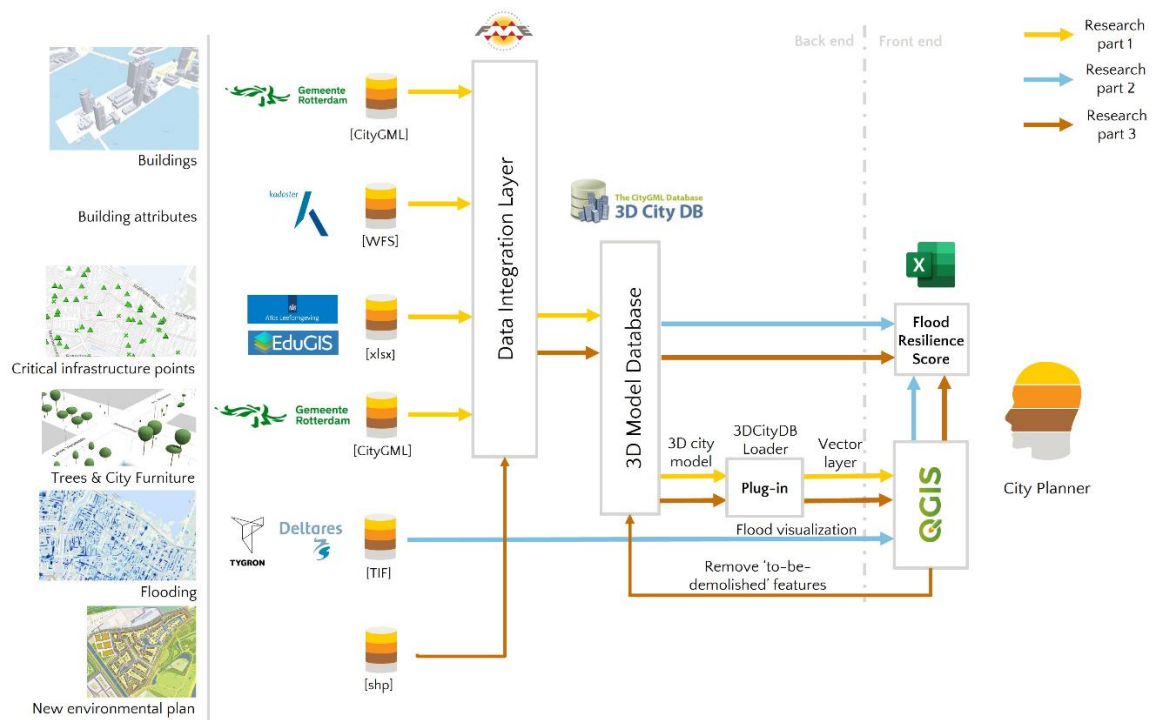 FME
Back end
Front end
Research
part 1
Research
part 2
Research
part 3
Gemeente
Rotterdam
[CityGML]
Buildings
kadaster
[WFS]
Building attributes
Data Integration Layer
The CityGML Database
3D City DB
Atlas Leefomgeving
EduGIS
[xlsx]
Critical infrastructure points
3D Model Database
X
Flood
Resilience
Score
Gemeente
Rotterdam
[CityGML]
Trees & City Furniture
3D city
model
3DCityDB
Loader
Plug-in
Vector
layer
QGIS
City Planner
TYGRON
Deltares
[TIF]
Flood visualization
Flooding
Remove 'to-be-
demolished' features
[shp]
New environmental plan